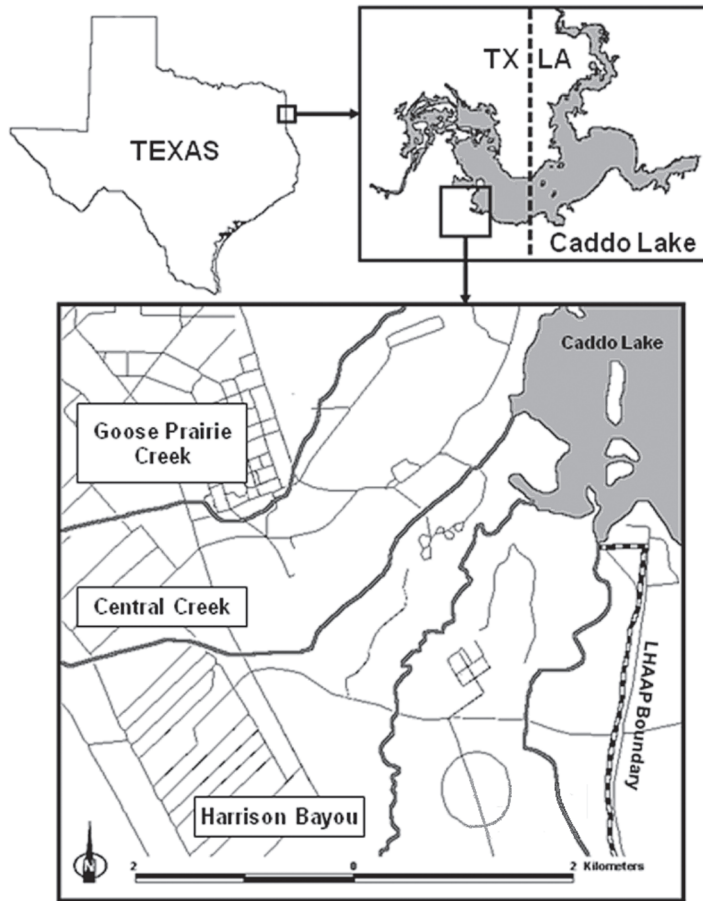 TEXAS
TX LA
Caddo Lake
Caddo Lake
Goose Prairie
Creek
Central Creek
LHAAP Boundary
Harrison Bayou
N
2 0 2 Kilometers